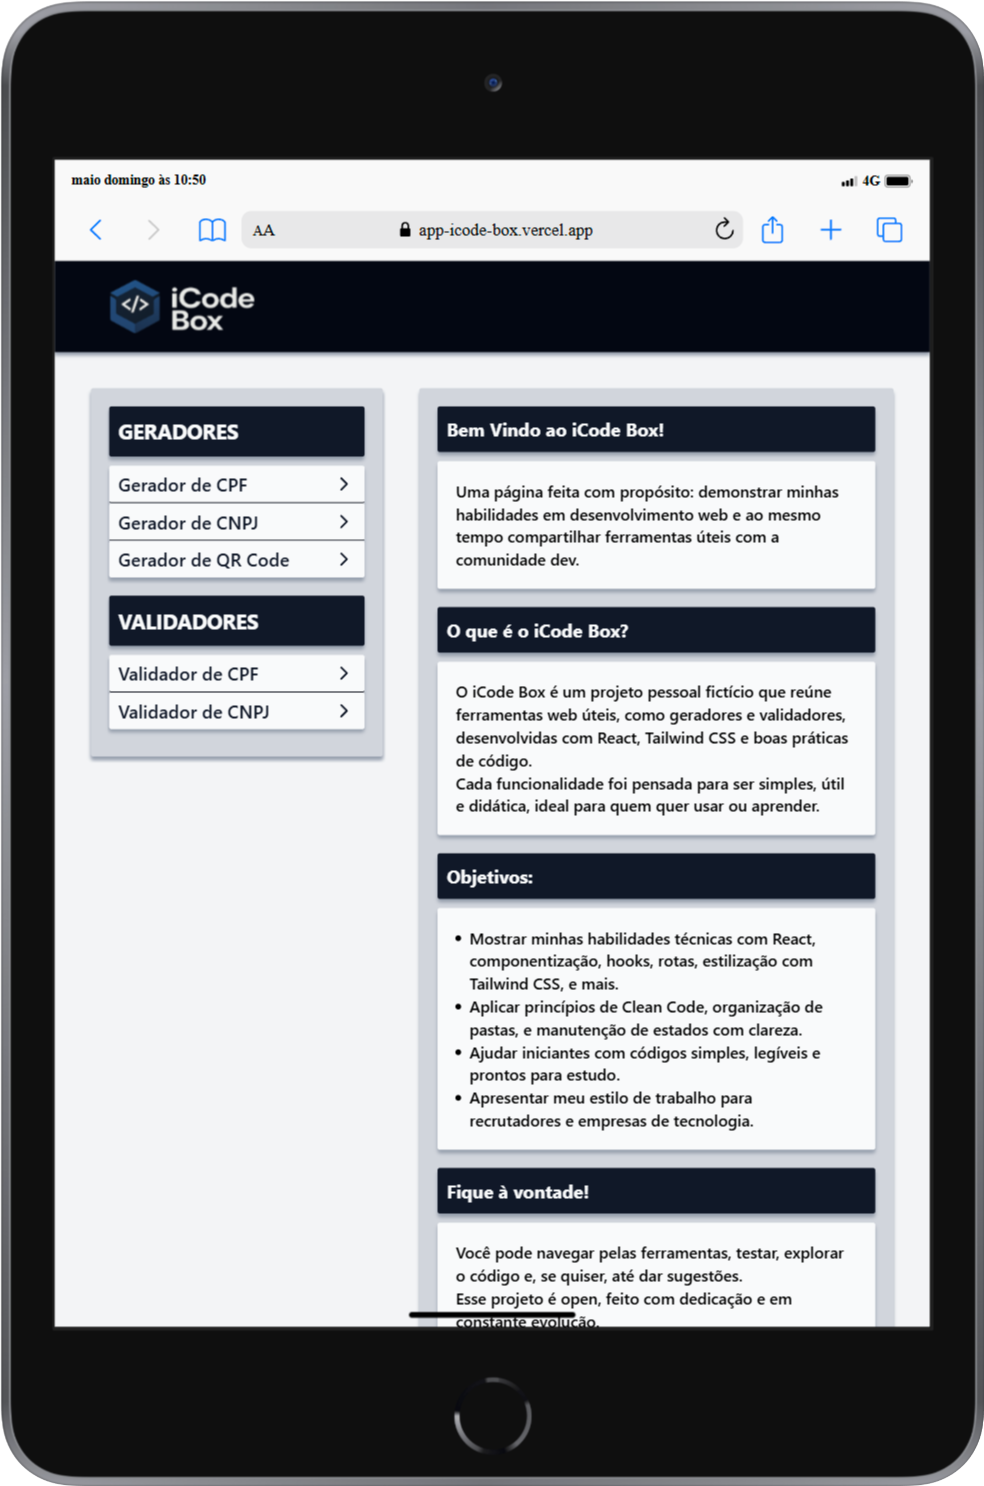 maio domingo às 10:50
4G
AA
app-icode-box.vercel.app
</>
iCode
Box
GERADORES
Gerador de CPF
Gerador de CNPJ
Gerador de QR Code
VALIDADORES
Validador de CPF
Validador de CNPJ
Bem Vindo ao iCode Box!
Uma página feita com propósito: demonstrar minhas
habilidades em desenvolvimento web e ao mesmo
tempo compartilhar ferramentas úteis com a
comunidade dev.
O que é o iCode Box?
O iCode Box é um projeto pessoal fictício que reúne
ferramentas web úteis, como geradores e validadores,
desenvolvidas com React, Tailwind CSS e boas práticas
de código.
Cada funcionalidade foi pensada para ser simples, útil
e didática, ideal para quem quer usar ou aprender.
Objetivos:
• Mostrar minhas habilidades técnicas com React,
componentização, hooks, rotas, estilização com
Tailwind CSS, e mais.
• Aplicar princípios de Clean Code, organização de
pastas, e manutenção de estados com clareza.
• Ajudar iniciantes com códigos simples, legíveis e
prontos para estudo.
• Apresentar meu estilo de trabalho para
recrutadores e empresas de tecnologia.
Fique à vontade!
Você pode navegar pelas ferramentas, testar, explorar
o código e, se quiser, até dar sugestões.
Esse projeto é open, feito com dedicação e em
constante evolução.